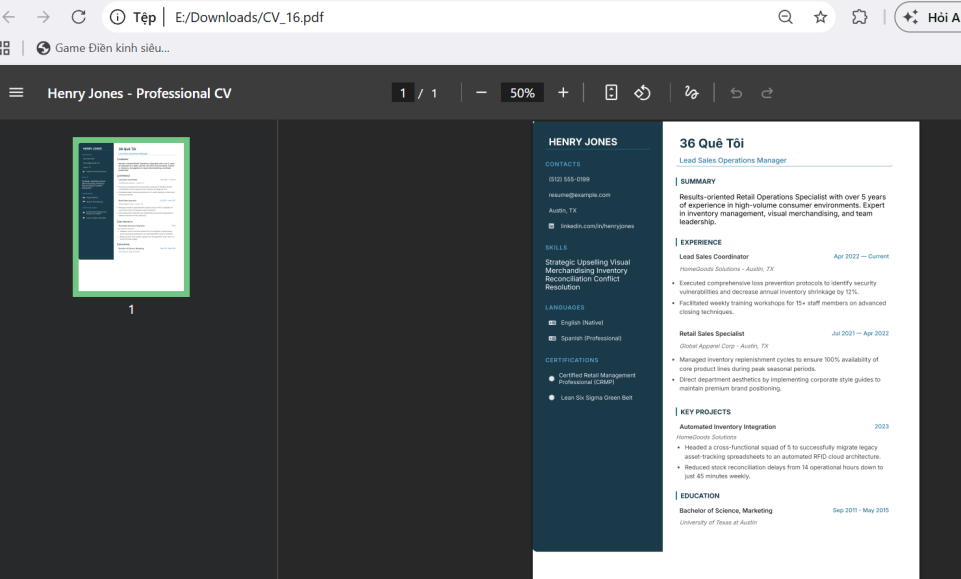 Tệp
E:/Downloads/CV_16.pdf
Hỏi A
Game Điền kinh siêu...
Henry Jones - Professional CV
1 / 1
50%
1
HENRY JONES
CONTACTS
(512) 555-0199
resume@example.com
Austin, TX
linkedin.com/in/henryjones
SKILLS
Strategic Upselling Visual
Merchandising Inventory
Reconciliation Conflict
Resolution
LANGUAGES
English (Native)
Spanish (Professional)
CERTIFICATIONS
Certified Retail Management
Professional (CRMP)
Lean Six Sigma Green Belt
36 Quê Tôi
Lead Sales Operations Manager
SUMMARY
Results-oriented Retail Operations Specialist with over 5 years
of experience in high-volume consumer environments. Expert
in inventory management, visual merchandising, and team
leadership.
EXPERIENCE
Lead Sales Coordinator Apr 2022 — Current
HomeGoods Solutions - Austin, TX
• Executed comprehensive loss prevention protocols to identify security
vulnerabilities and decrease annual inventory shrinkage by 12%.
• Facilitated weekly training workshops for 15+ staff members on advanced
closing techniques.
Retail Sales Specialist Jul 2021 — Apr 2022
Global Apparel Corp - Austin, TX
• Managed inventory replenishment cycles to ensure 100% availability of
core product lines during peak seasonal periods.
• Direct department aesthetics by implementing corporate style guides to
maintain premium brand positioning.
KEY PROJECTS
Automated Inventory Integration 2023
HomeGoods Solutions
• Headed a cross-functional squad of 5 to successfully migrate legacy
asset-tracking spreadsheets to an automated RFID cloud architecture.
• Reduced stock reconciliation delays from 14 operational hours down to
just 45 minutes weekly.
EDUCATION
Bachelor of Science, Marketing Sep 2011 - May 2015
University of Texas at Austin